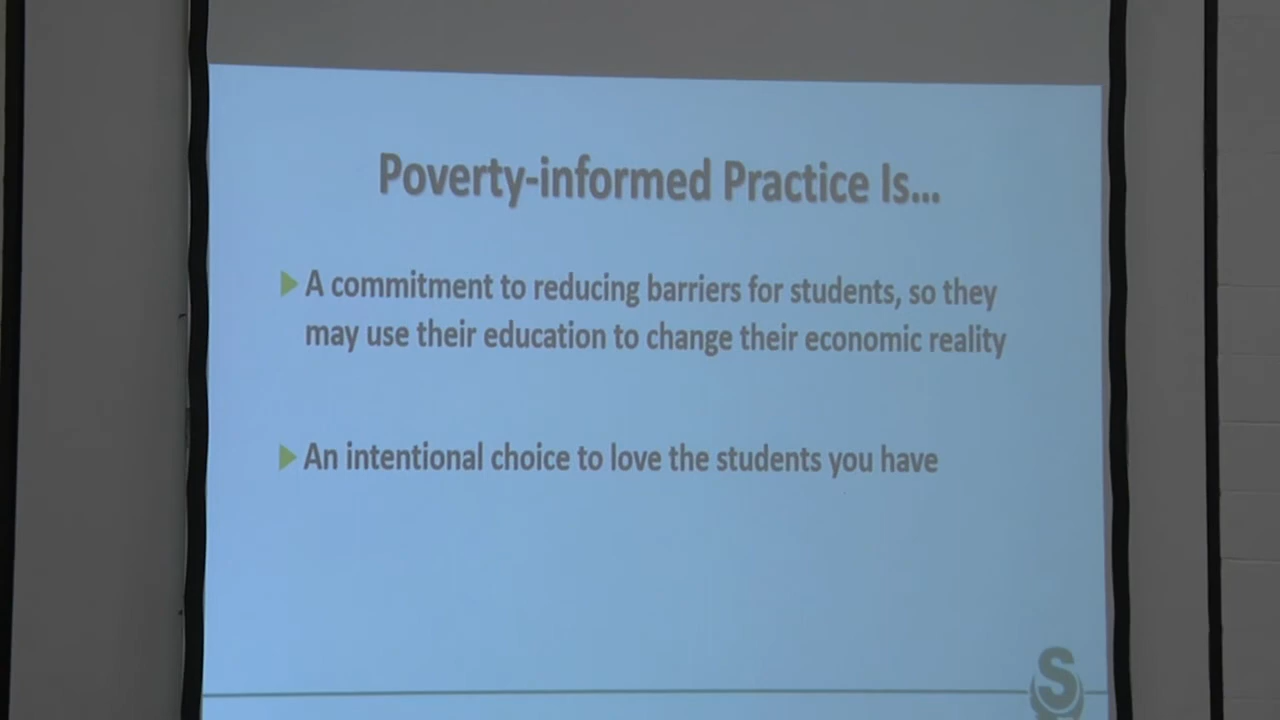 Poverty-informed Practice Is...
A commitment to reducing barriers for students, so they
may use their education to change their economic reality
An intentional choice to love the students you have
S